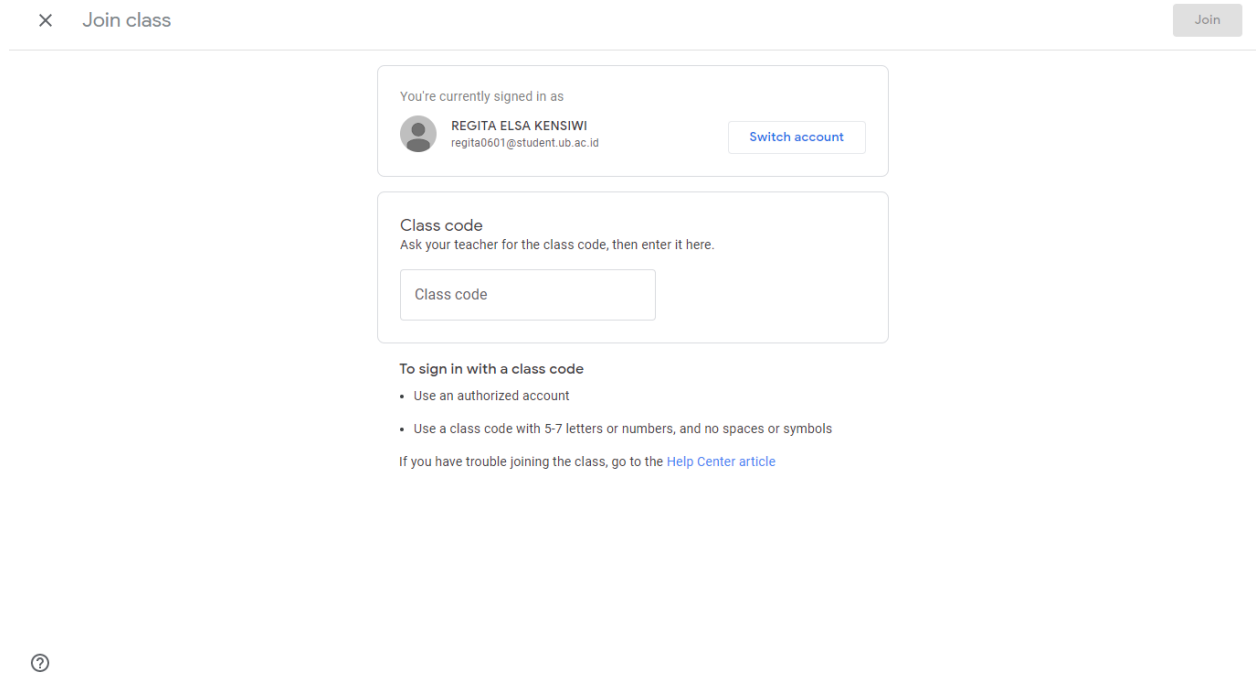 Join class
Join
You're currently signed in as
REGITA ELSA KENSIWI
regita0601@student.ub.ac.id
Switch account
Class code
Ask your teacher for the class code, then enter it here.
Class code
To sign in with a class code
• Use an authorized account
• Use a class code with 5-7 letters or numbers, and no spaces or symbols
If you have trouble joining the class, go to the Help Center article